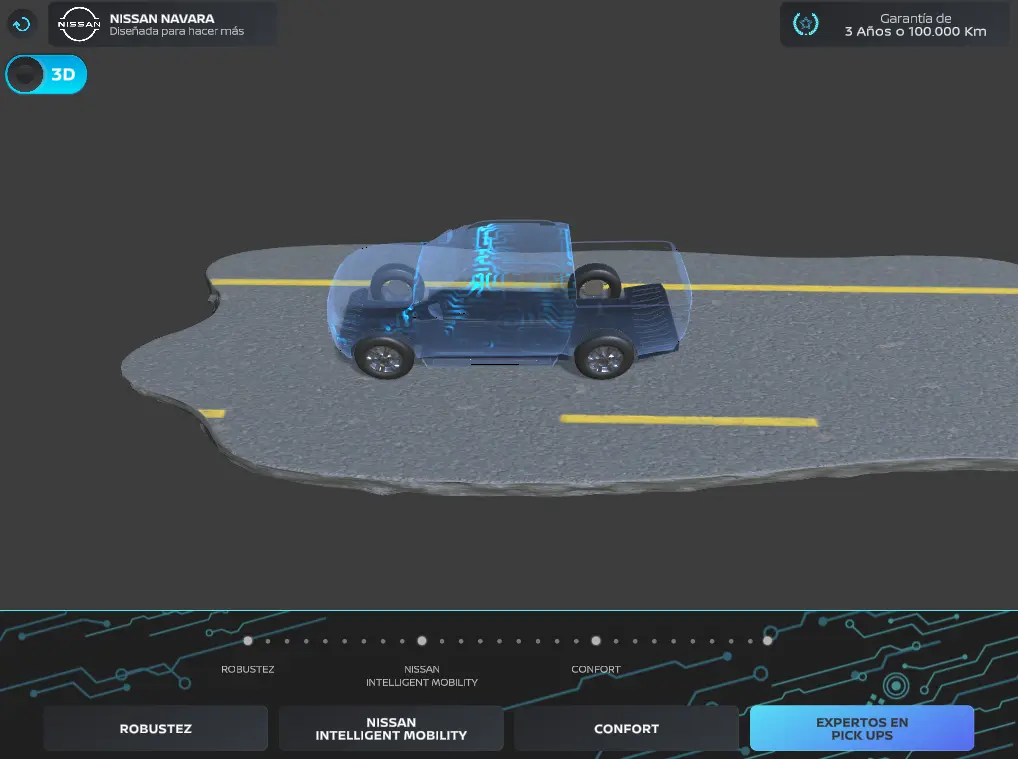 NISSAN
NISSAN NAVARA
Diseñada para hacer más
Garantía de
3 Años o 100.000 Km
3D
ROBUSTEZ
NISSAN
INTELLIGENT MOBILITY
CONFORT
ROBUSTEZ
NISSAN
INTELLIGENT MOBILITY
CONFORT
EXPERTOS EN
PICK UPS